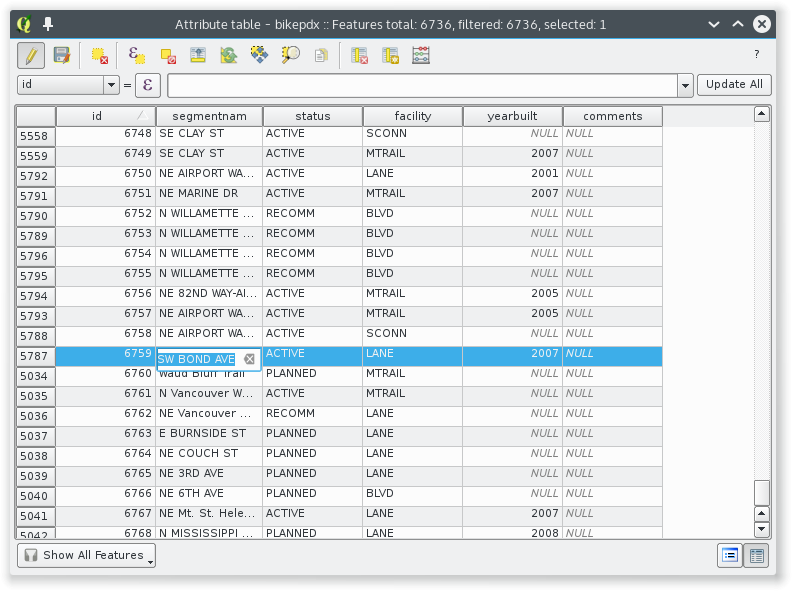 Attribute table - bikepdx :: Features total: 6736, filtered: 6736, selected: 1
?
id = ε Update All
id segmentnam status facility yearbuilt comments
5558 6748 SE CLAY ST ACTIVE SCONN NULL NULL
5559 6749 SE CLAY ST ACTIVE MTRAIL 2007 NULL
5792 6750 NE AIRPORT WA... ACTIVE LANE 2001 NULL
5791 6751 NE MARINE DR ACTIVE MTRAIL 2007 NULL
5790 6752 N WILLAMETTE ... RECOMM BLVD NULL NULL
5789 6753 N WILLAMETTE ... RECOMM BLVD NULL NULL
5796 6754 N WILLAMETTE ... RECOMM BLVD NULL NULL
5795 6755 N WILLAMETTE ... RECOMM BLVD NULL NULL
5794 6756 NE 82ND WAY-AI... ACTIVE MTRAIL 2005 NULL
5793 6757 NE AIRPORT WA... ACTIVE MTRAIL 2005 NULL
5788 6758 NE AIRPORT WA... ACTIVE SCONN NULL NULL
5787 6759 SW BOND AVE ACTIVE LANE 2007 NULL
5034 6760 Waud Bluff Trail PLANNED MTRAIL NULL NULL
5035 6761 N Vancouver W... ACTIVE MTRAIL NULL NULL
5036 6762 NE Vancouver ... RECOMM LANE NULL NULL
5037 6763 E BURNSIDE ST PLANNED LANE NULL NULL
5038 6764 NE COUCH ST PLANNED LANE NULL NULL
5039 6765 NE 3RD AVE PLANNED LANE NULL NULL
5040 6766 NE 6TH AVE PLANNED BLVD NULL NULL
5041 6767 NE Mt. St. Hele... ACTIVE LANE 2007 NULL
5042 6768 N MISSISSIPPI ... PLANNED LANE 2008 NULL
Show All Features